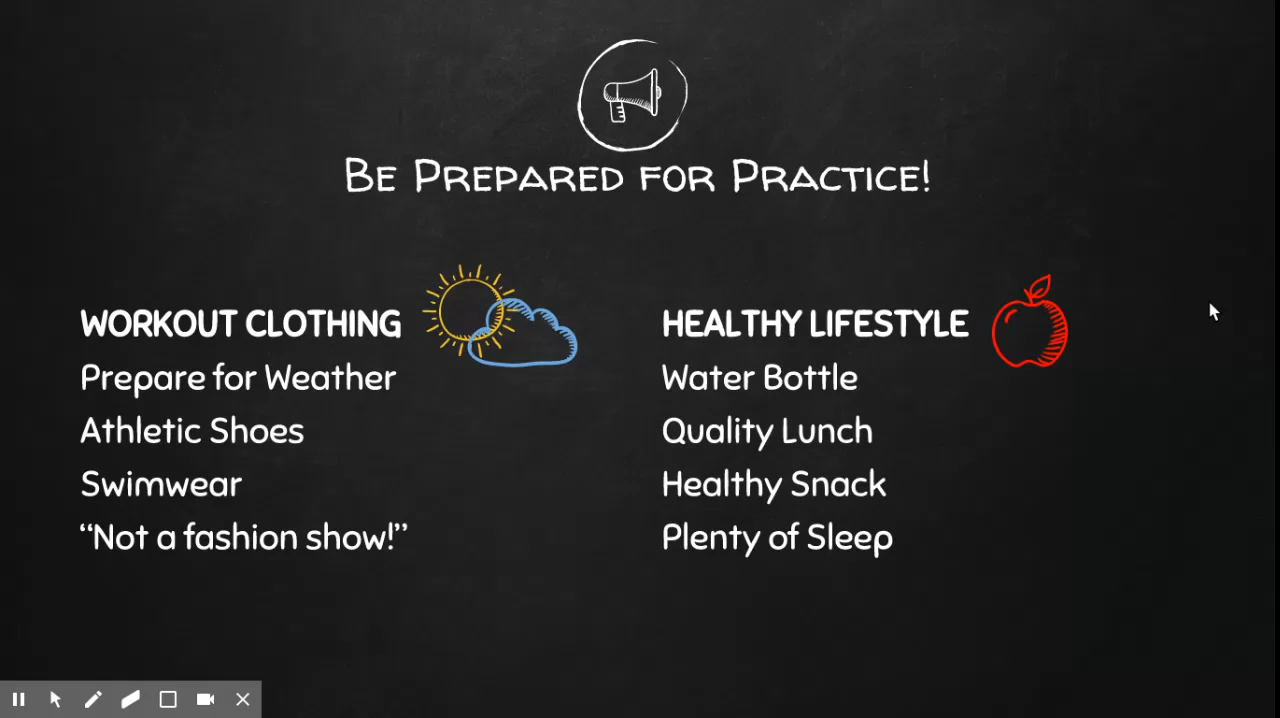 Be Prepared for Practice!
WORKOUT CLOTHING
Prepare for Weather
Athletic Shoes
Swimwear
“Not a fashion show!”
HEALTHY LIFESTYLE
Water Bottle
Quality Lunch
Healthy Snack
Plenty of Sleep